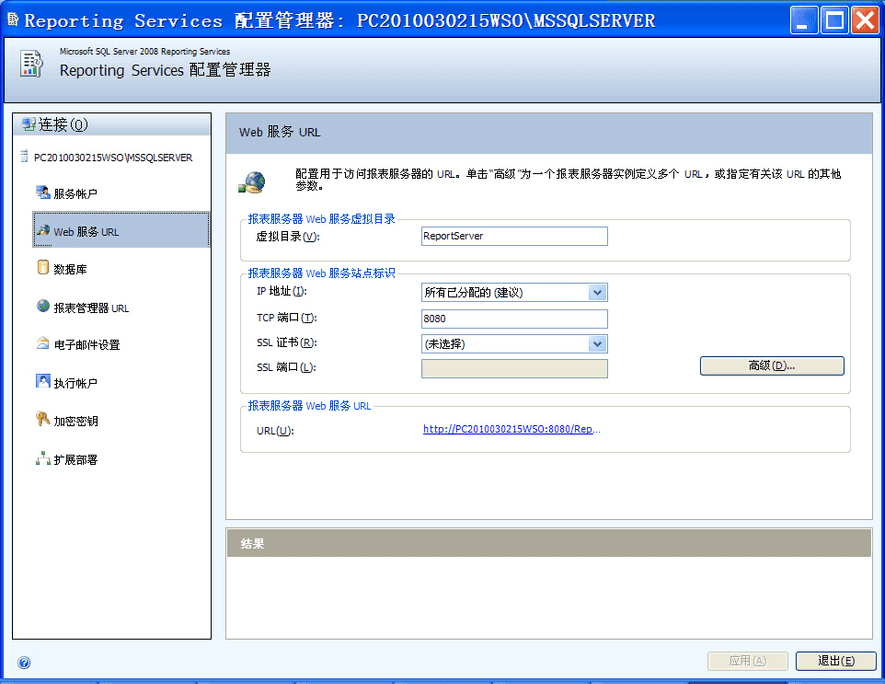 Reporting Services 配置管理器: PC2010030215WSO\MSSQLSERVER
Microsoft SQL Server 2008 Reporting Services
Reporting Services 配置管理器
连接(O)
PC2010030215WSO\MSSQLSERVER
服务帐户
Web 服务 URL
数据库
报表管理器 URL
电子邮件设置
执行帐户
加密密钥
扩展部署
Web 服务 URL
配置用于访问报表服务器的 URL。单击“高级”为一个报表服务器实例定义多个 URL，或指定有关该 URL 的其他
参数。
报表服务器 Web 服务虚拟目录
虚拟目录(V): ReportServer
报表服务器 Web 服务站点标识
IP 地址(I): 所有已分配的 (建议)
TCP 端口(T): 8080
SSL 证书(R): (未选择)
SSL 端口(L):
高级(D)...
报表服务器 Web 服务 URL
URL(U): http://PC2010030215WSO:8080/Rep...
结果
应用(A) 退出(E)